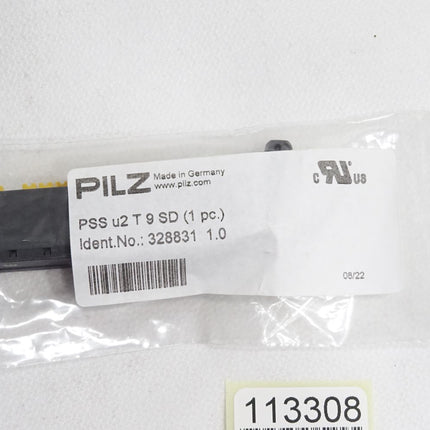 PILZ Made in Germany
www.pilz.com
C RU US
PSS u2 T 9 SD (1 pc.)
Ident.No.: 328831 1.0
08/22
113308